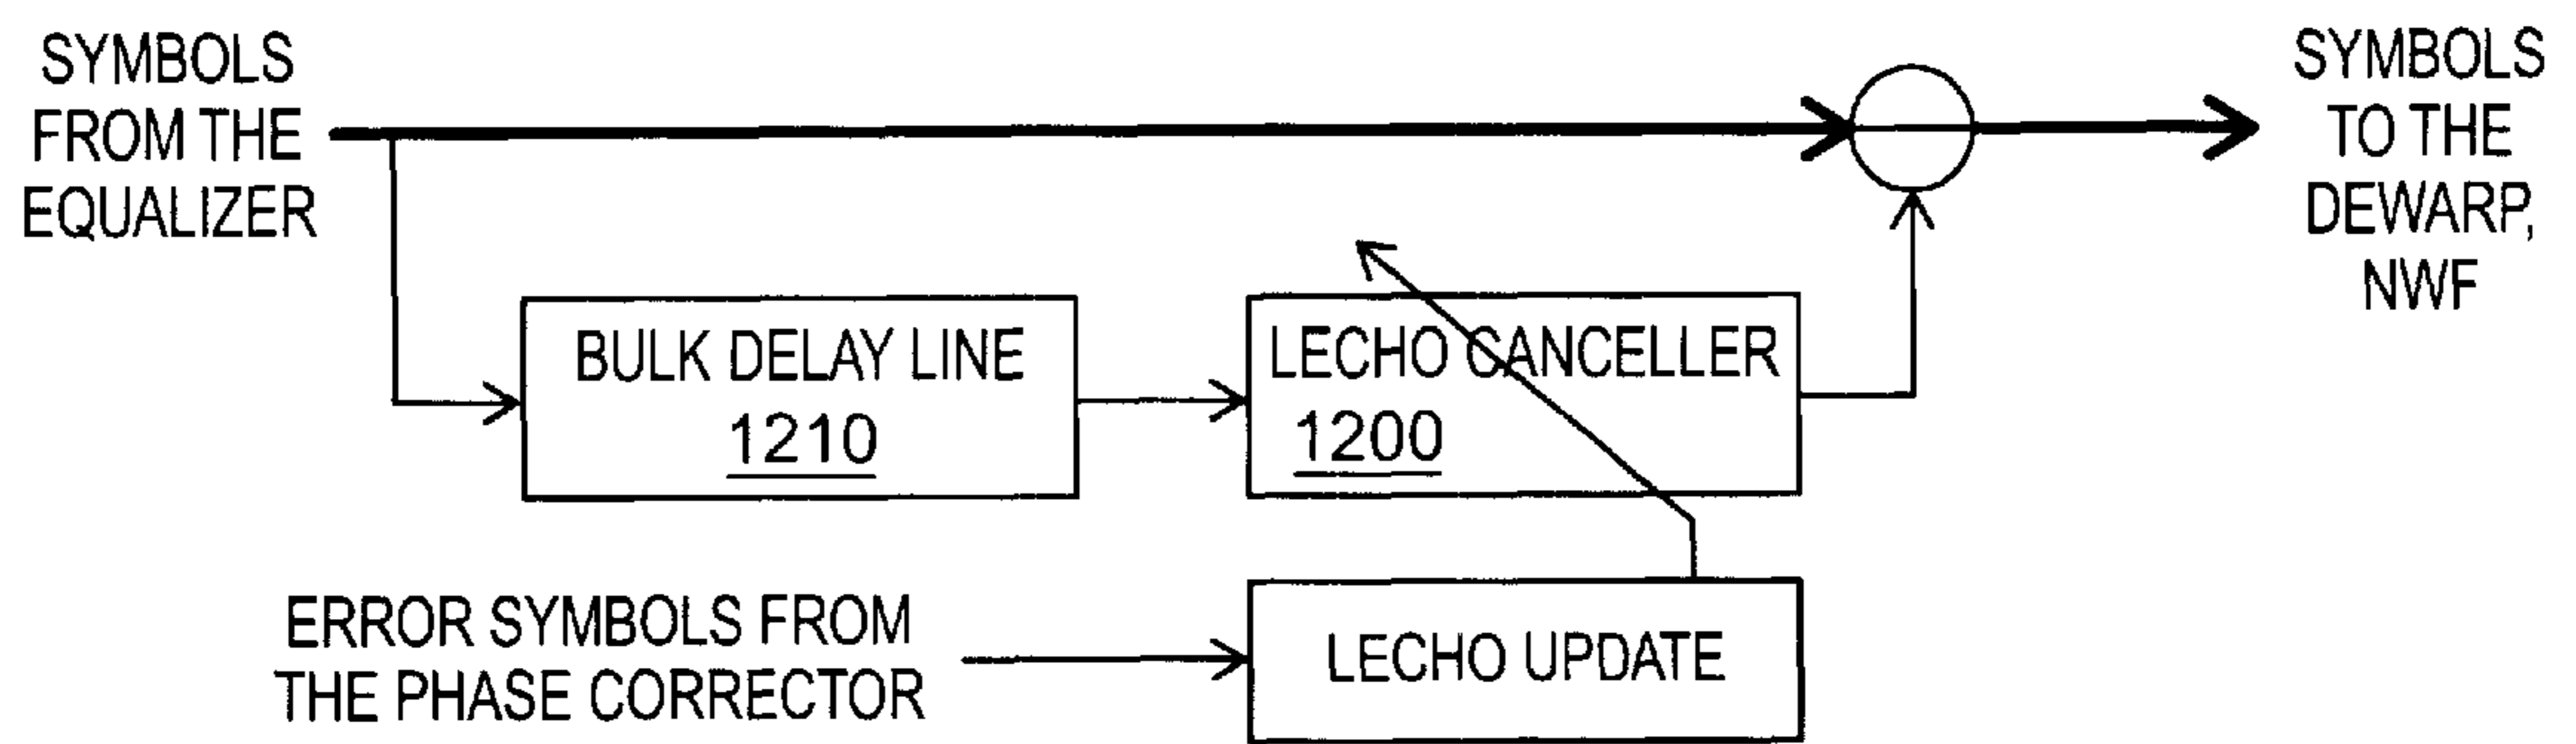 SYMBOLS
FROM THE
EQUALIZER
SYMBOLS
TO THE
DEWARP,
NWF
BULK DELAY LINE
1210
LECHO CANCELLER
1200
ERROR SYMBOLS FROM
THE PHASE CORRECTOR
LECHO UPDATE